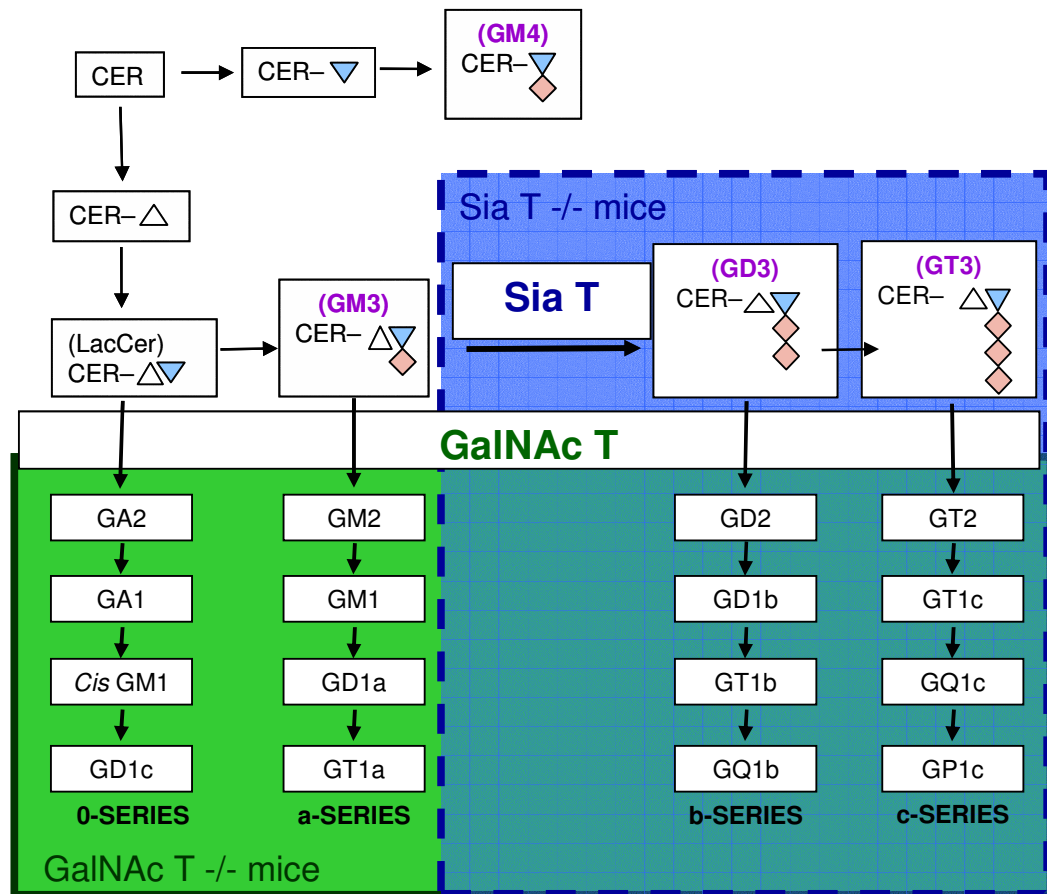 (GM4)
CER
CER–
CER–
Sia T -/- mice
CER–
(GD3)
CER–
(GT3)
CER–
Sia T
(GM3)
CER–
(LacCer)
CER–
GalNAc T
GA2
GM2
GD2
GT2
GA1
GM1
GD1b
GT1c
Cis GM1
GD1a
GT1b
GQ1c
GD1c
GT1a
GQ1b
GP1c
0-SERIES
a-SERIES
b-SERIES
c-SERIES
GalNAc T -/- mice